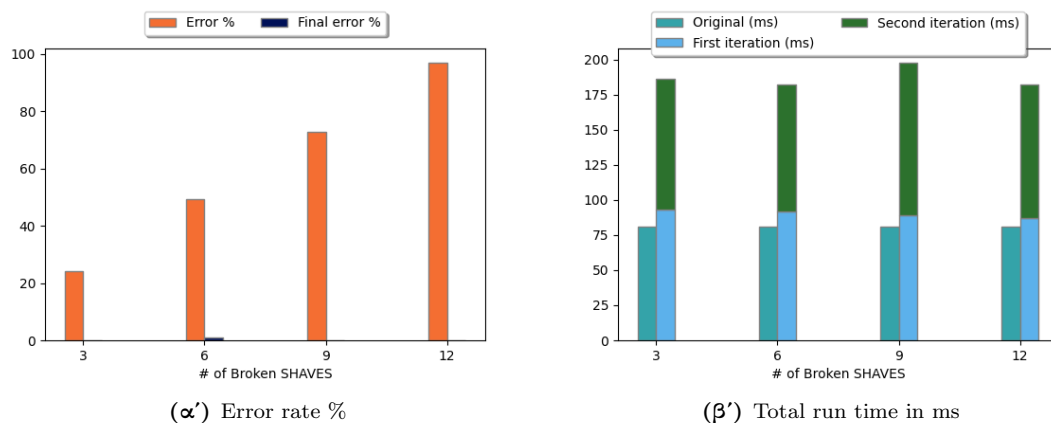 Error %
Final error %
100
80
60
40
20
0
3
6
9
12
# of Broken SHAVES
(α′) Error rate %
Original (ms)
First iteration (ms)
Second iteration (ms)
200
175
150
125
100
75
50
25
0
3
6
9
12
# of Broken SHAVES
(β′) Total run time in ms